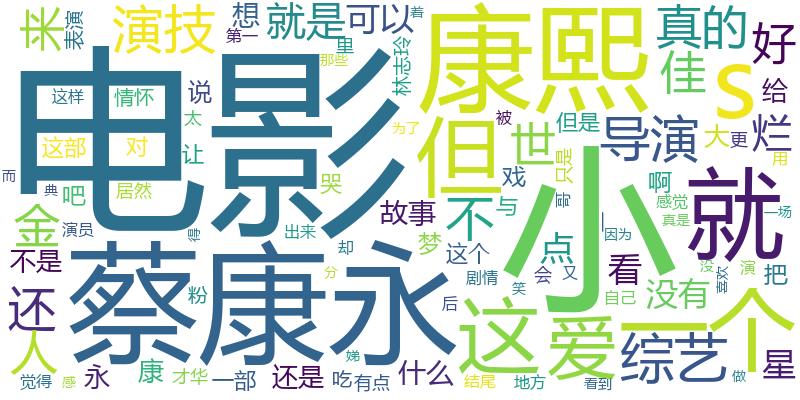 来
表演
演技
想
第一
就是
可以
里
着
那些
林志玲
康熙
真的
佳
S
好
给
电影
这样
情怀
说
太
这部
对
让
为了
但
被
世
但是
只是
导演
大
更
烂
用
而
典
吧
居然
哭
故事
不
与
戏
哥
小
啊
感觉
真是
就
一场
金
演员
得
出来
却
梦
这个
点
一
因为
不是
蔡康永
分
剧情
笑
会
又
看
自己
没有
没
演
喜欢
把
还
粉
后
这
爱
一个
人
综艺
星
觉得
感
永
康
才华
一部
还是
娣
吃
有点
什么
结尾
地方
看到
做